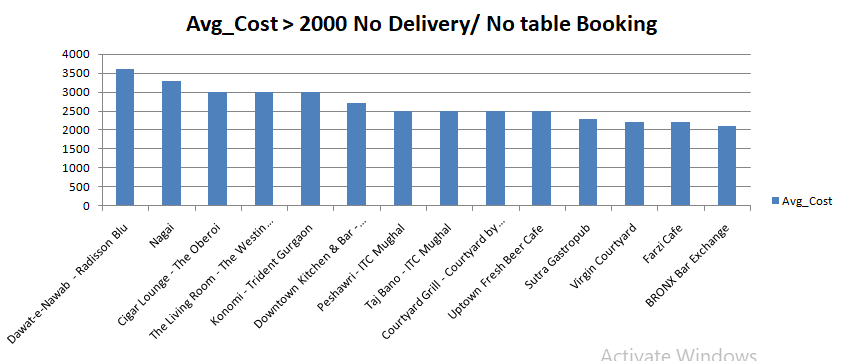 Avg_Cost > 2000 No Delivery/ No table Booking
4000
3500
3000
2500
2000
1500
1000
500
0
Avg_Cost
Dawat-e-Nawab - Radisson Blu
Nagai
Cigar Lounge - The Oberoi
The Living Room - The Westin…
Konomi - Trident Gurgaon
Downtown Kitchen & Bar -…
Peshawri - ITC Mughal
Taj Bano - ITC Mughal
Courtyard Grill - Courtyard by…
Uptown Fresh Beer Cafe
Sutra Gastropub
Virgin Courtyard
Farzi Cafe
BRONX Bar Exchange
Activate Windows